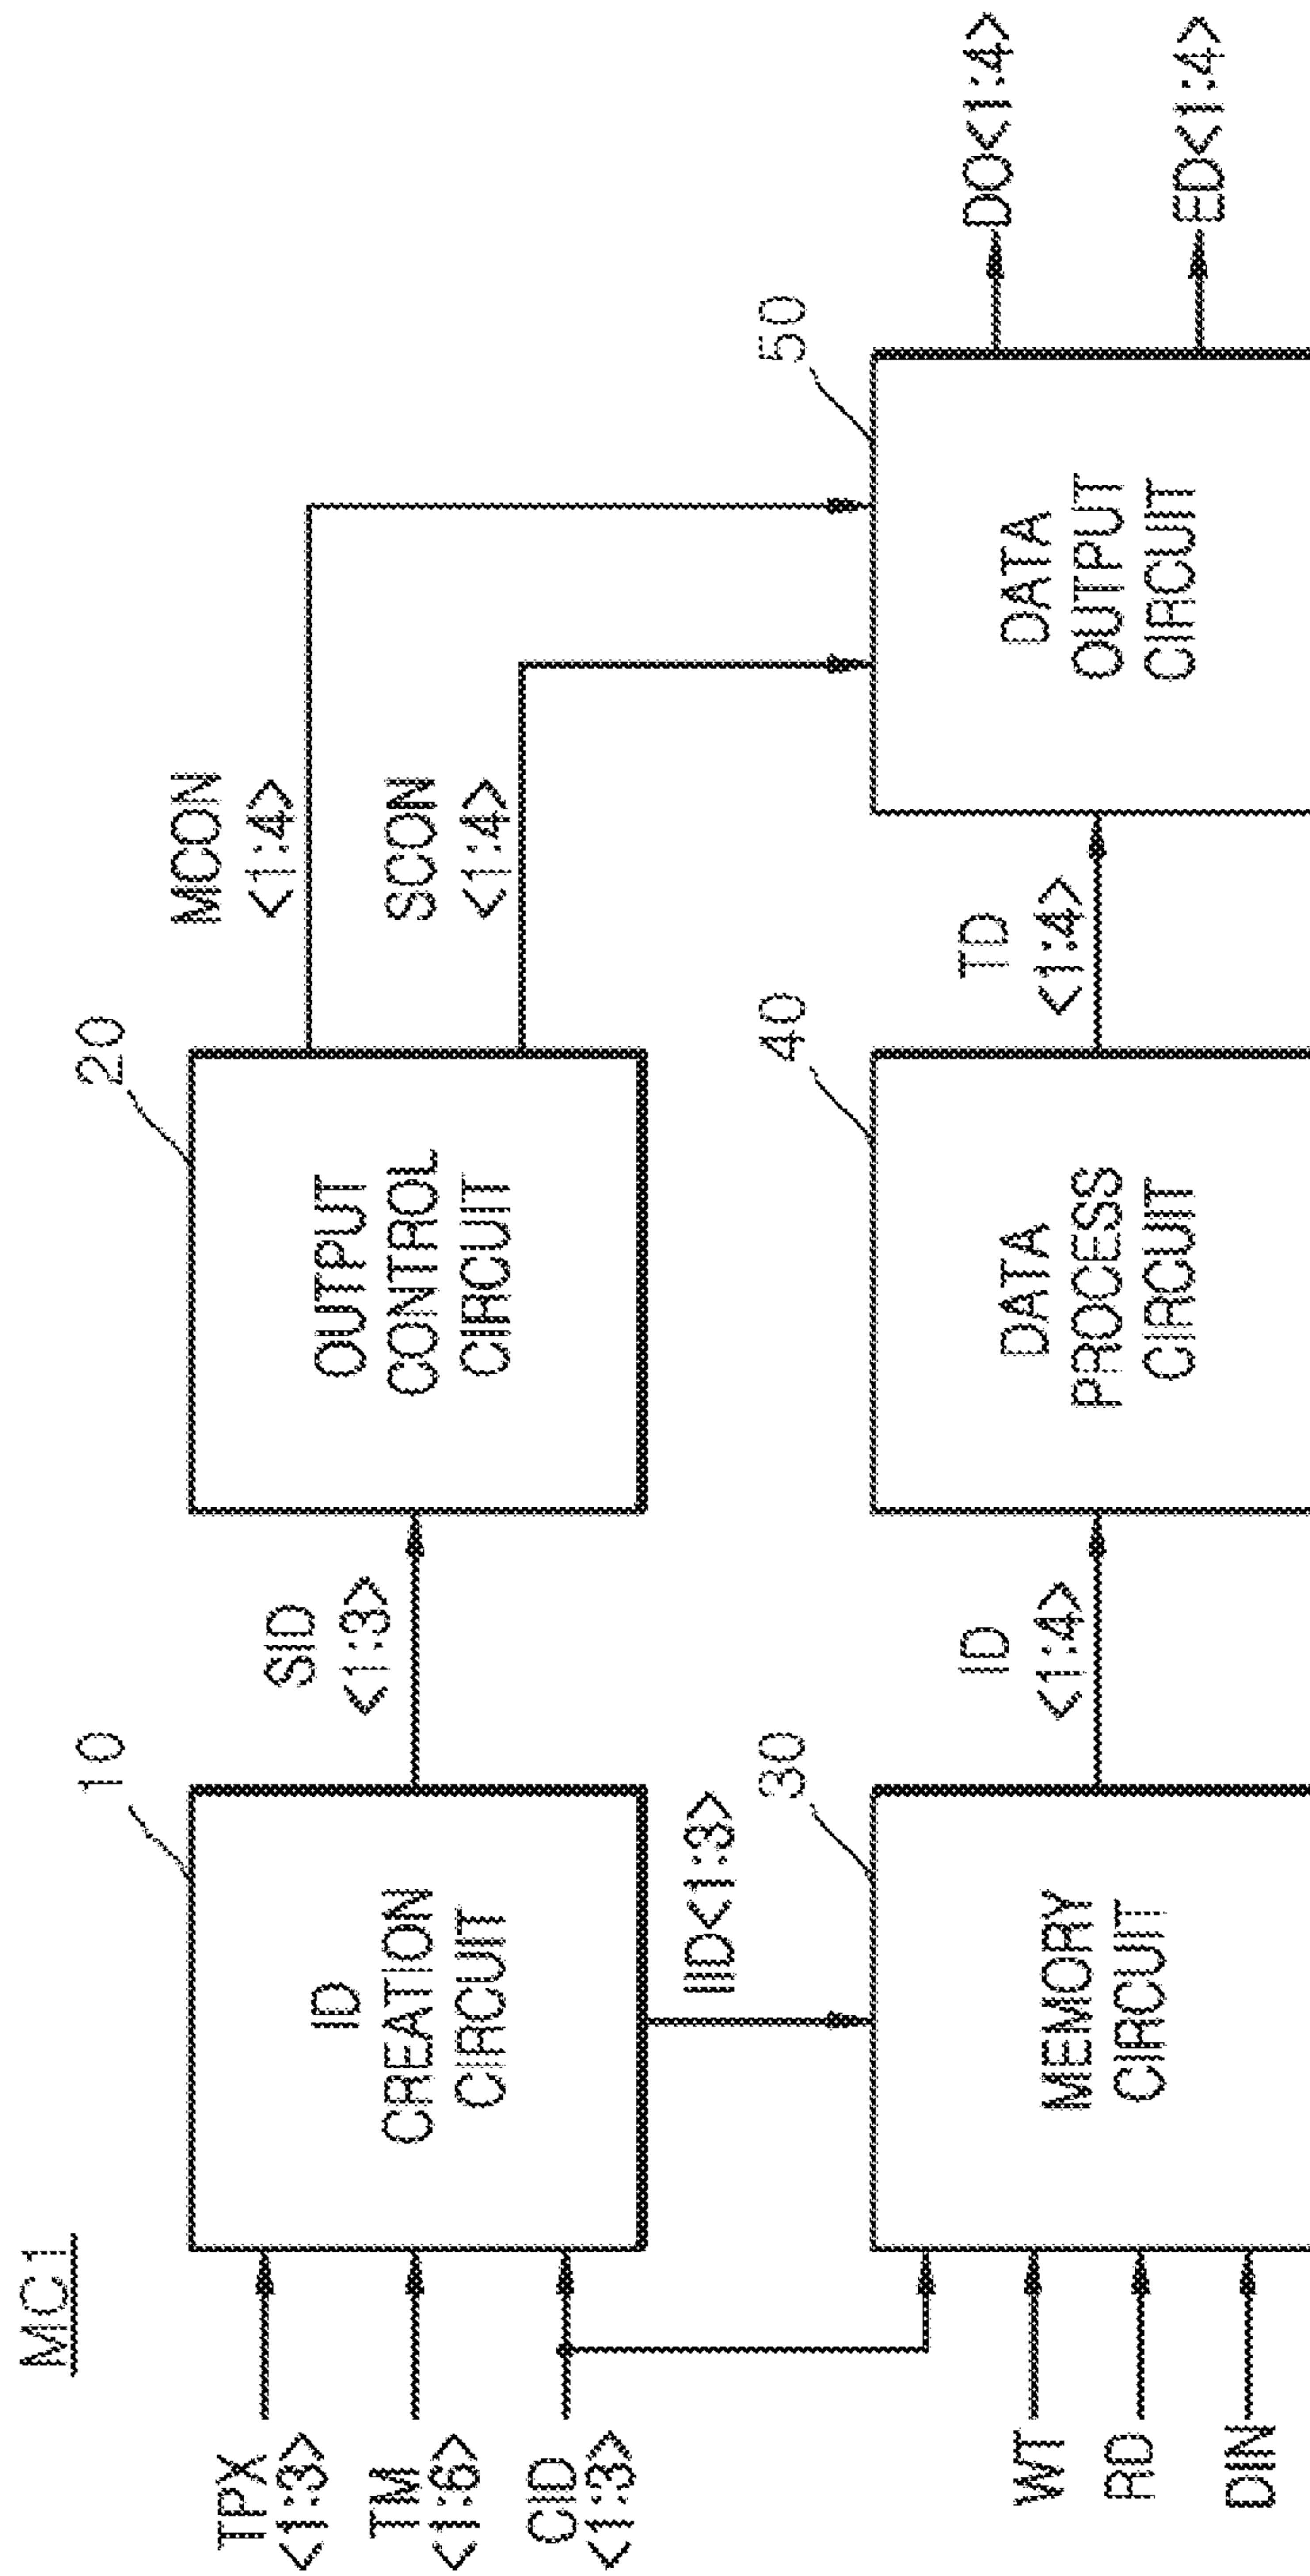 MC1
TPX
<1:3>
TM
<1:6>
CID
<1:3>
10
ID
CREATION
CIRCUIT
SID
<1:3>
20
OUTPUT
CONTROL
CIRCUIT
MCON
<1:4>
SCON
<1:4>
IID<1:3>
WT
RD
DIN
30
MEMORY
CIRCUIT
ID
<1:4>
40
DATA
PROCESS
CIRCUIT
TD
<1:4>
50
DATA
OUTPUT
CIRCUIT
DO<1:4>
ED<1:4>